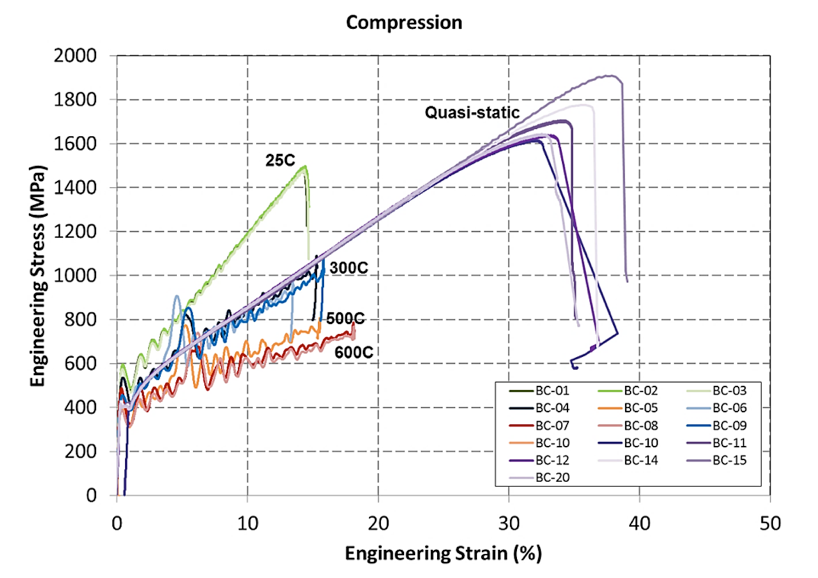 Compression
Engineering Stress (MPa)
2000
1800
1600
1400
1200
1000
800
600
400
200
0
Quasi-static
25C
300C
500C
600C
BC-01 BC-02 BC-03
BC-04 BC-05 BC-06
BC-07 BC-08 BC-09
BC-10 BC-10 BC-11
BC-12 BC-14 BC-15
BC-20
0 10 20 30 40 50
Engineering Strain (%)